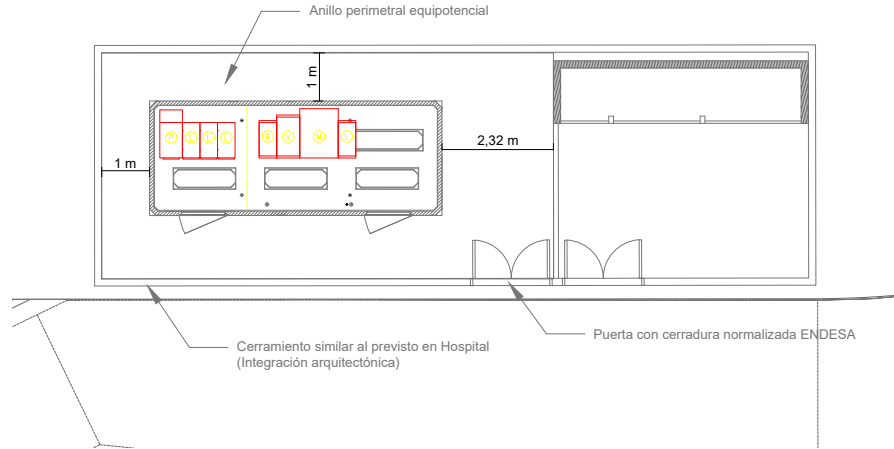 Anillo perimetral equipotencial
1 m
2,32 m
1 m
P
L
L
L
R
V
M
L
Puerta con cerradura normalizada ENDESA
Cerramiento similar al previsto en Hospital
(Integración arquitectónica)